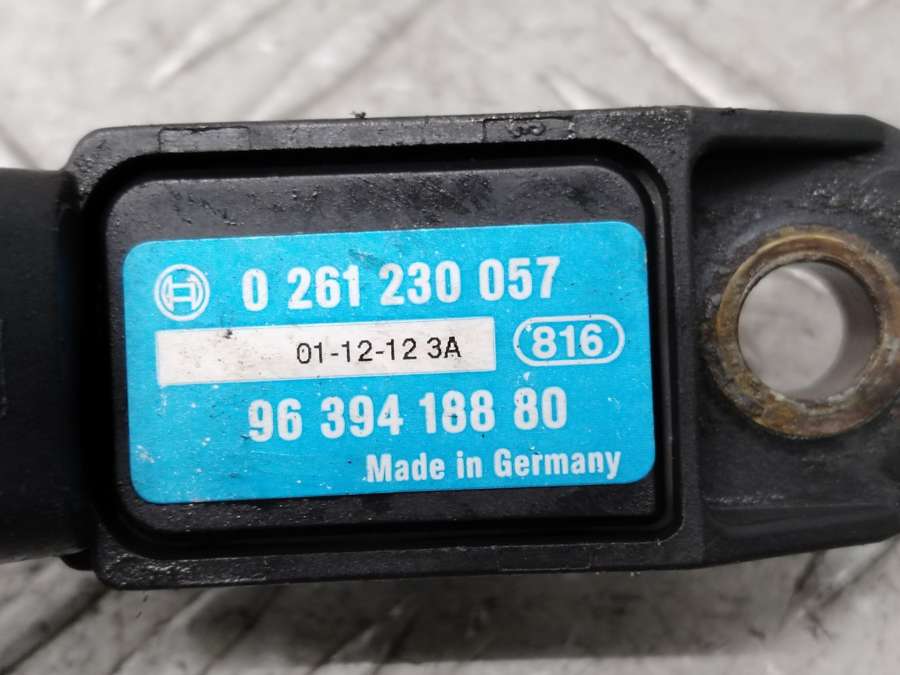 0 261 230 057
01-12-12 3A
816
96 394 188 80
Made in Germany